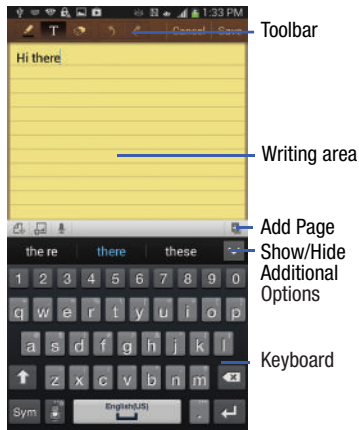 1:33 PM
T Cancel Save
Toolbar
Hi there
Writing area
Add Page
the re there these
Show/Hide
Additional
Options
1 2 3 4 5 6 7 8 9 0
q w e r t y u i o p
a s d f g h j k l
Keyboard
z x c v b n m
Sym English(US) .